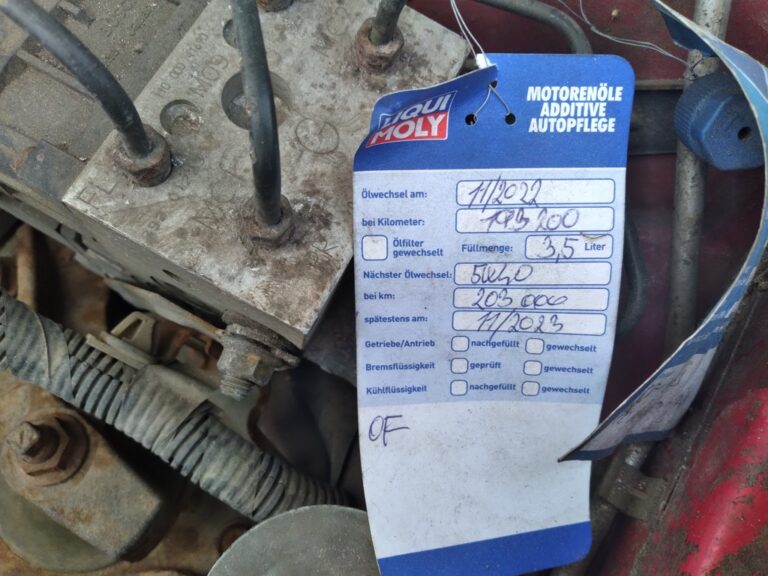 LIQUI
MOLY
MOTORENÖLE
ADDITIVE
AUTOPFLEGE
Ölwechsel am: 11/2022
bei Kilometer: 193 200
Ölfilter
gewechselt
Füllmenge: 3,5 Liter
Nächster Ölwechsel: 5W40
bei km: 203 000
spätestens am: 11/2023
Getriebe/Antrieb nachgefüllt gewechselt
Bremsflüssigkeit geprüft gewechselt
Kühlflüssigkeit nachgefüllt gewechselt
OF